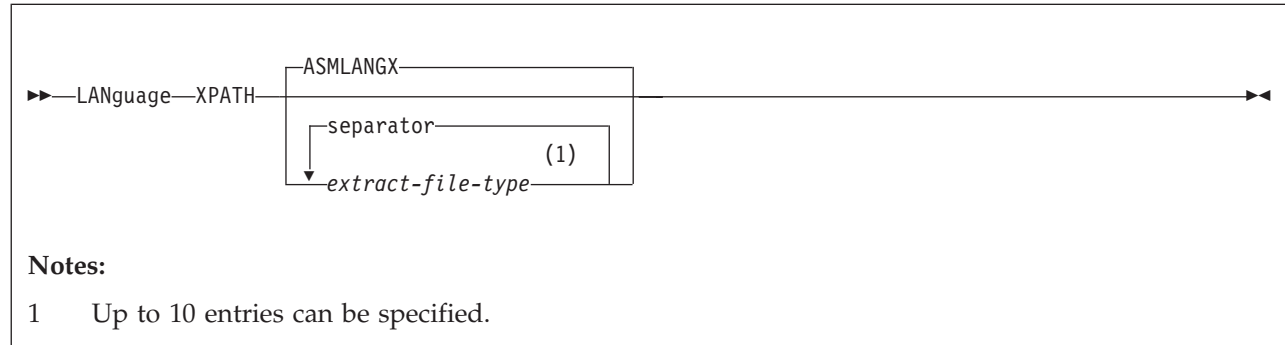 ASMLANGX
LANguage XPATH
separator
(1)
extract-file-type
Notes:
1 Up to 10 entries can be specified.